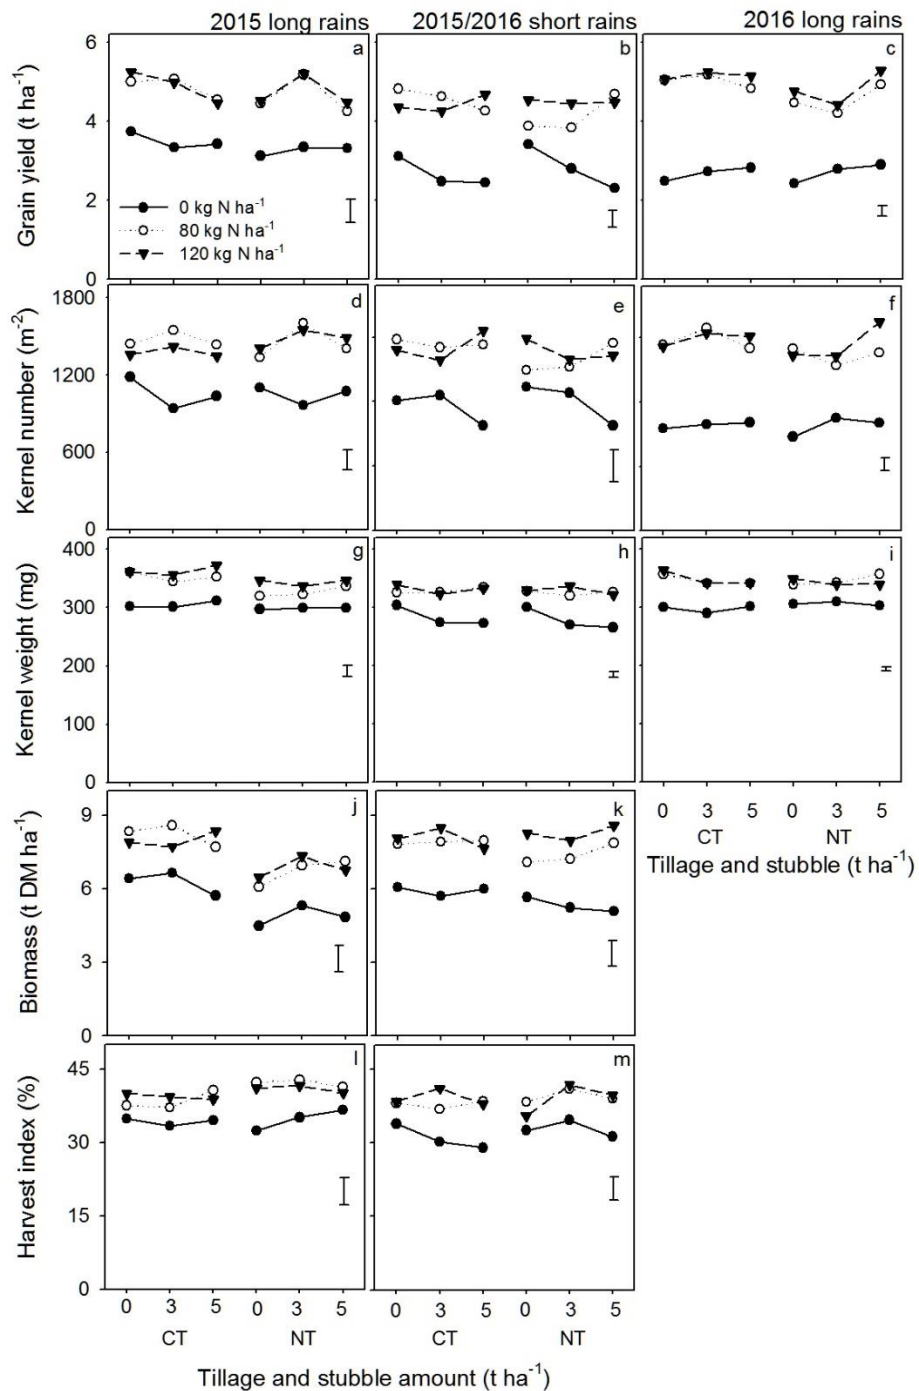 2015 long rains
2015/2016 short rains
2016 long rains
Grain yield (t ha⁻¹)
6
4
2
0
a
b
c
0 kg N ha⁻¹
80 kg N ha⁻¹
120 kg N ha⁻¹
Kernel number (m⁻²)
1800
1200
600
0
d
e
f
Kernel weight (mg)
400
300
200
100
0
g
h
i
0 3 5 0 3 5
CT NT
Tillage and stubble (t ha⁻¹)
Biomass (t DM ha⁻¹)
9
6
3
0
j
k
Harvest index (%)
45
30
15
0
l
m
0 3 5 0 3 5 0 3 5 0 3 5
CT NT CT NT
Tillage and stubble amount (t ha⁻¹)